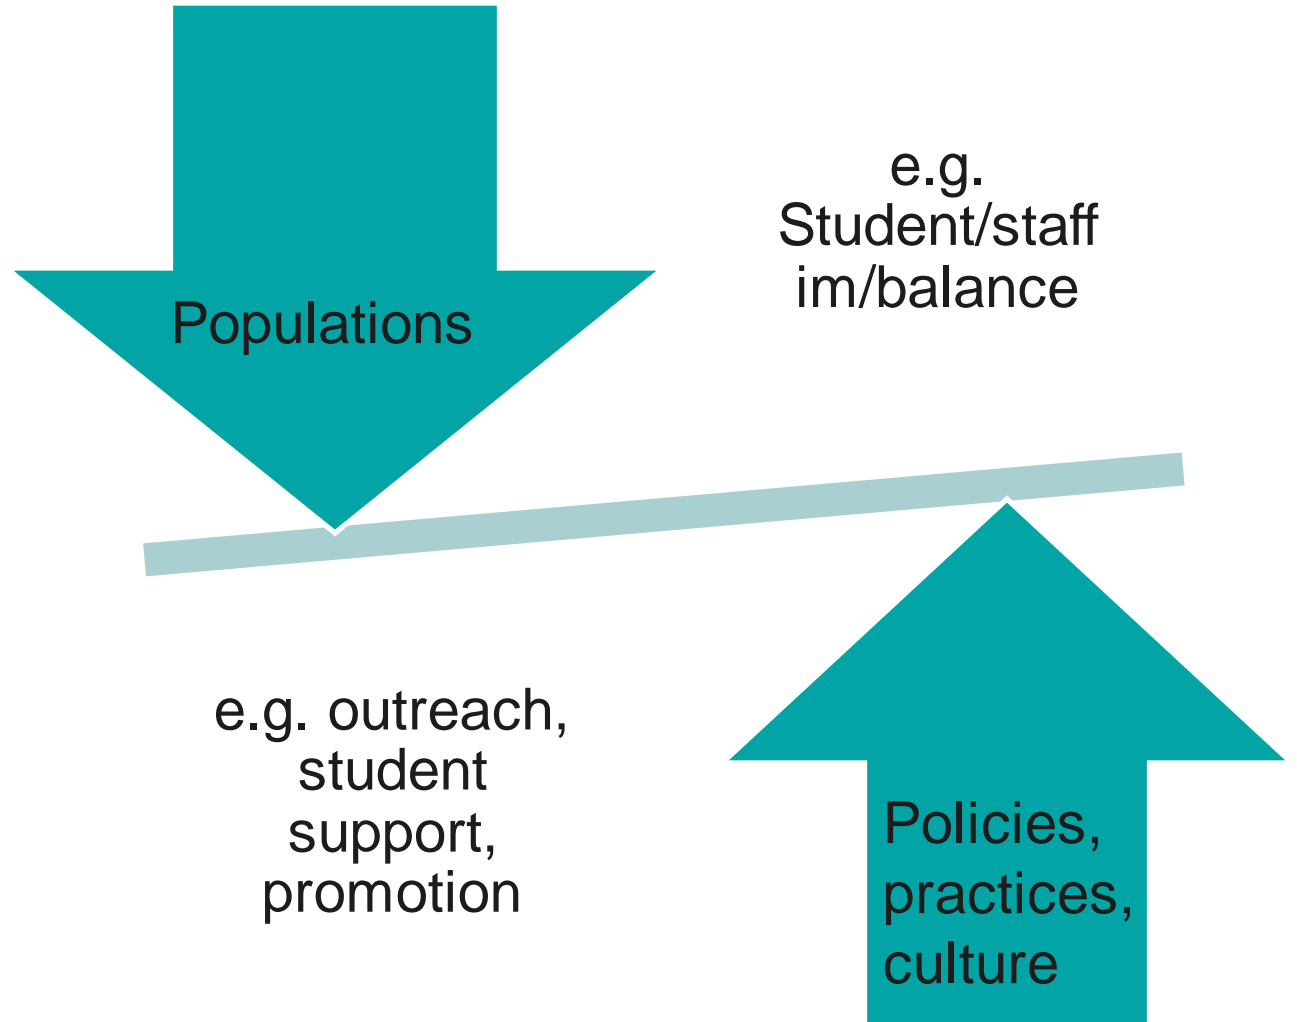 Populations
e.g.
Student/staff
im/balance
e.g. outreach,
student
support,
promotion
Policies,
practices,
culture